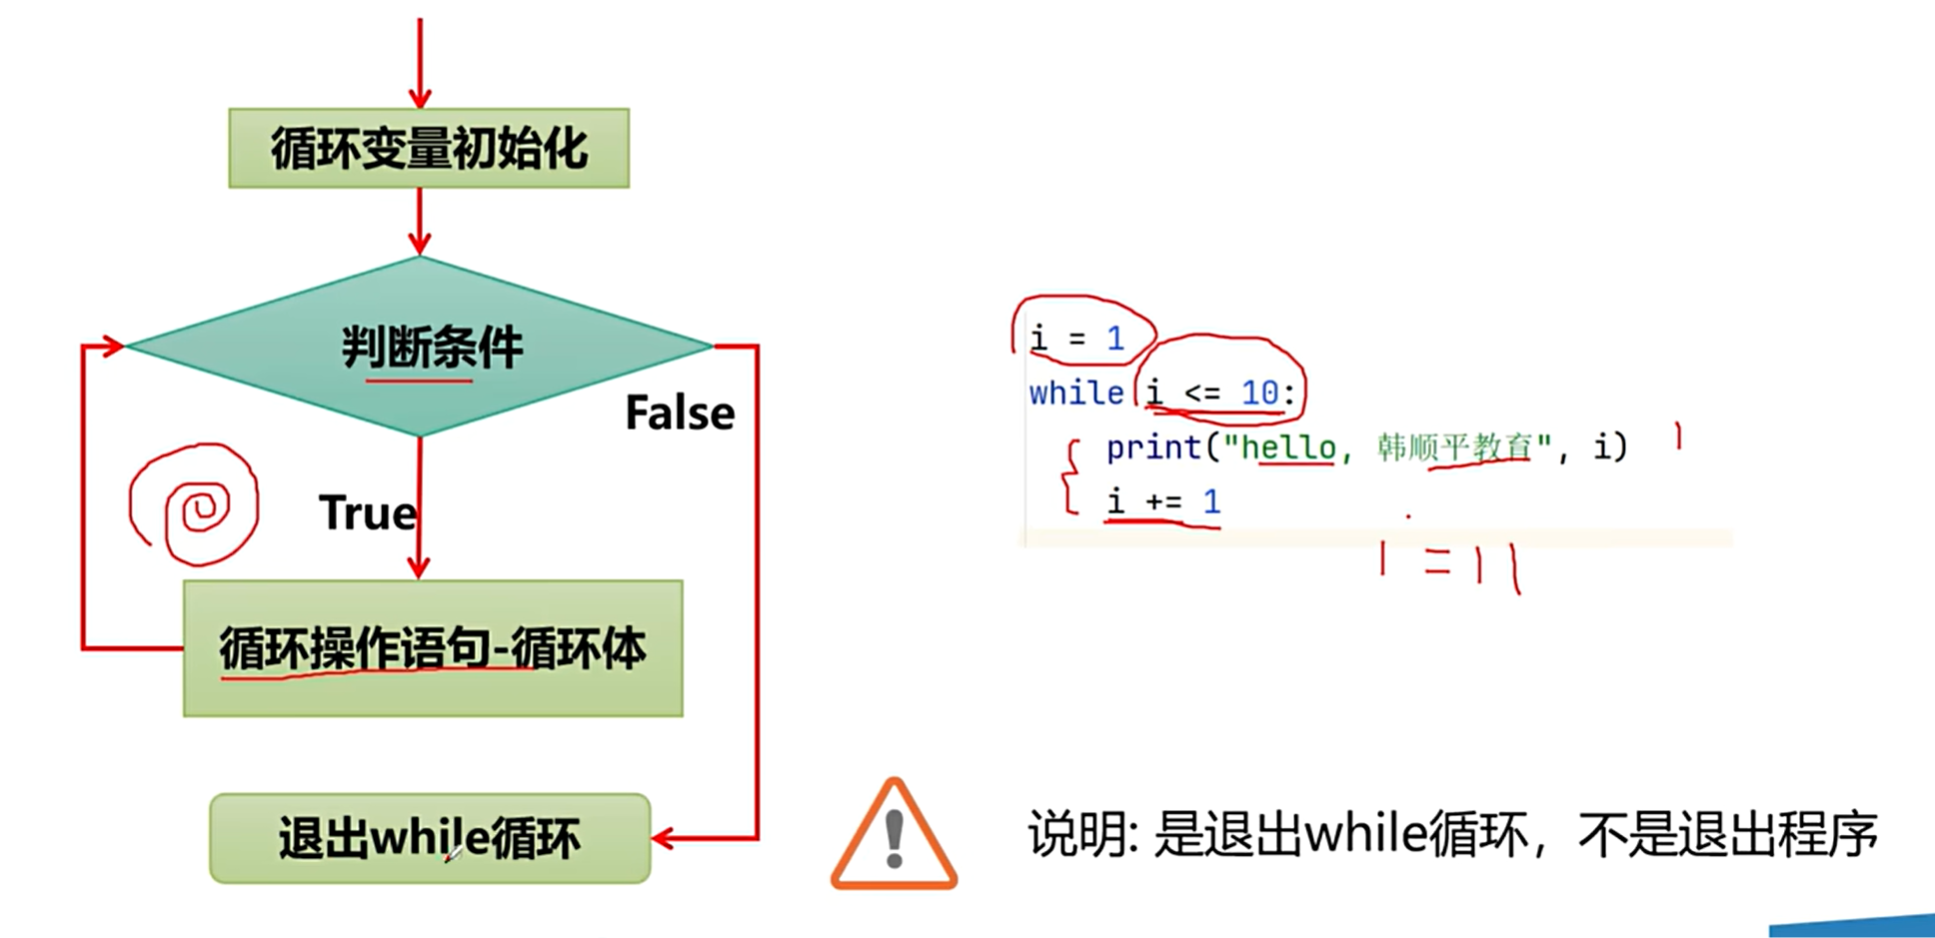 循环变量初始化
判断条件
False
True
循环操作语句-循环体
退出while循环
i = 1
while i <= 10:
print("hello, 韩顺平教育", i)
i += 1
1
i = 11
说明: 是退出while循环，不是退出程序